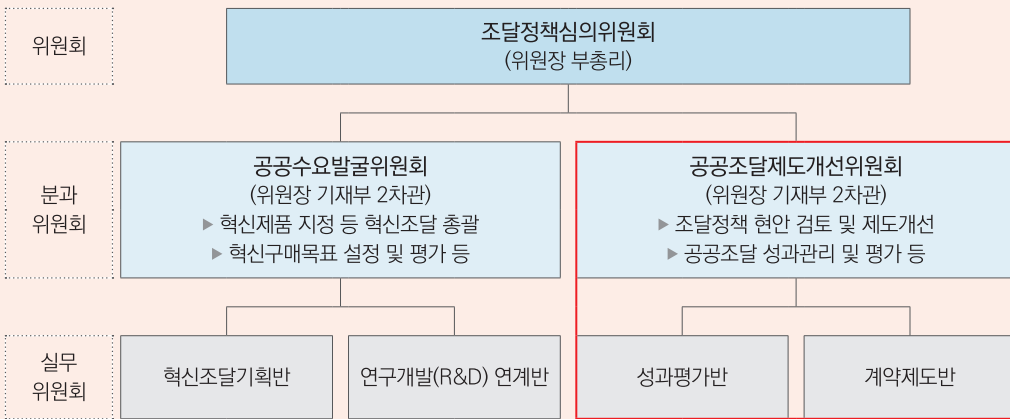 위원회
조달정책심의위원회
(위원장 부총리)
분과
위원회
공공수요발굴위원회
(위원장 기재부 2차관)
▶ 혁신제품 지정 등 혁신조달 총괄
▶ 혁신구매목표 설정 및 평가 등
공공조달제도개선위원회
(위원장 기재부 2차관)
▶ 조달정책 현안 검토 및 제도개선
▶ 공공조달 성과관리 및 평가 등
실무
위원회
혁신조달기획반
연구개발(R&D) 연계반
성과평가반
계약제도반